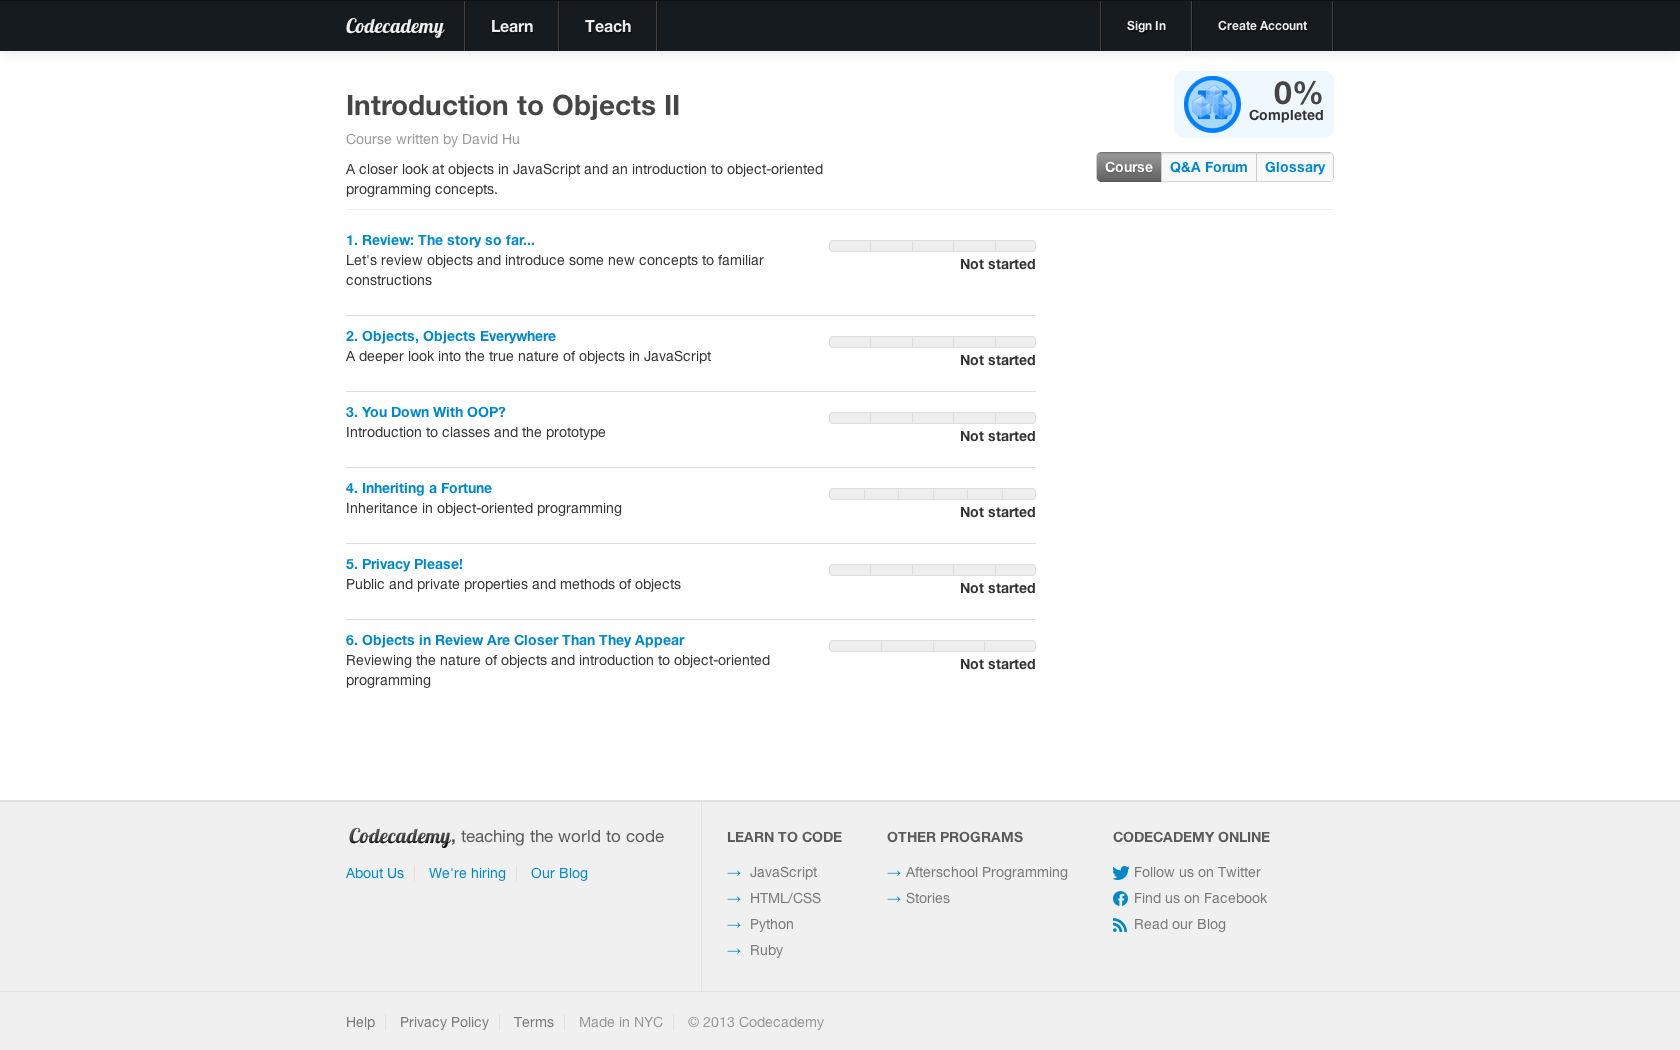 Codecademy
Learn
Teach
Sign In
Create Account
Introduction to Objects II
Course written by David Hu
A closer look at objects in JavaScript and an introduction to object-oriented
programming concepts.
0%
Completed
Course
Q&A Forum
Glossary
1. Review: The story so far...
Let's review objects and introduce some new concepts to familiar
constructions
Not started
2. Objects, Objects Everywhere
A deeper look into the true nature of objects in JavaScript
Not started
3. You Down With OOP?
Introduction to classes and the prototype
Not started
4. Inheriting a Fortune
Inheritance in object-oriented programming
Not started
5. Privacy Please!
Public and private properties and methods of objects
Not started
6. Objects in Review Are Closer Than They Appear
Reviewing the nature of objects and introduction to object-oriented
programming
Not started
Codecademy, teaching the world to code
About Us
We're hiring
Our Blog
LEARN TO CODE
→ JavaScript
→ HTML/CSS
→ Python
→ Ruby
OTHER PROGRAMS
→ Afterschool Programming
→ Stories
CODECADEMY ONLINE
Follow us on Twitter
Find us on Facebook
Read our Blog
Help
Privacy Policy
Terms
Made in NYC
© 2013 Codecademy